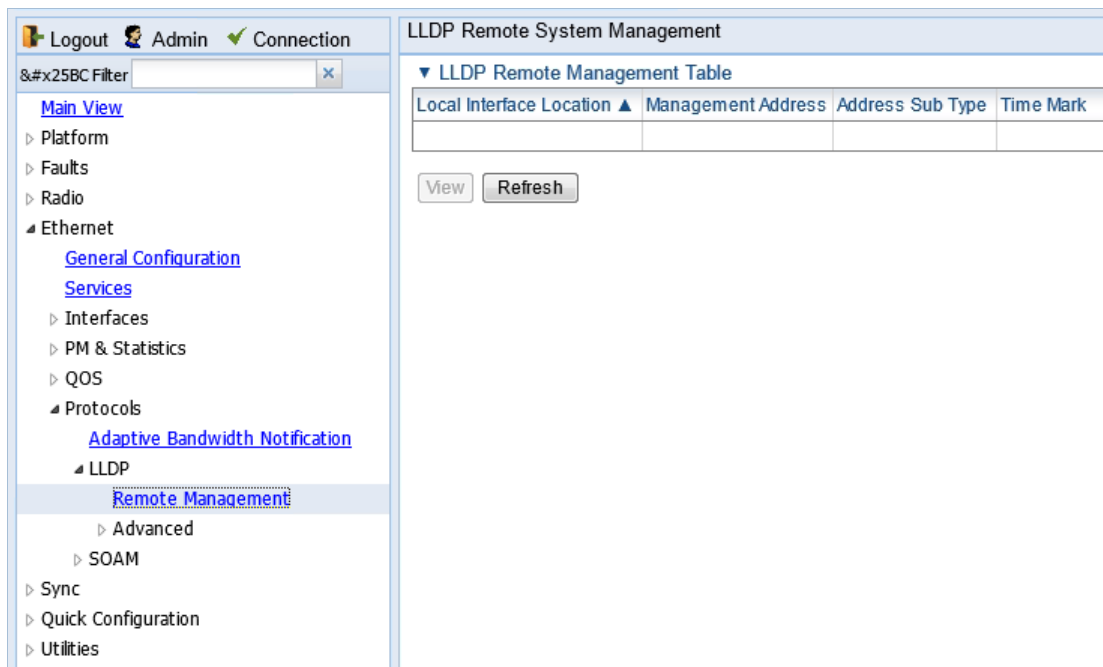 Logout Admin Connection
&#x25BC Filter
Main View
Platform
Faults
Radio
Ethernet
General Configuration
Services
Interfaces
PM & Statistics
QOS
Protocols
Adaptive Bandwidth Notification
LLDP
Remote Management
Advanced
SOAM
Sync
Quick Configuration
Utilities
LLDP Remote System Management
▼ LLDP Remote Management Table
Local Interface Location ▲ Management Address Address Sub Type Time Mark
View Refresh